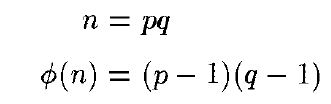 n = pq
ϕ(n) = (p − 1)(q − 1)